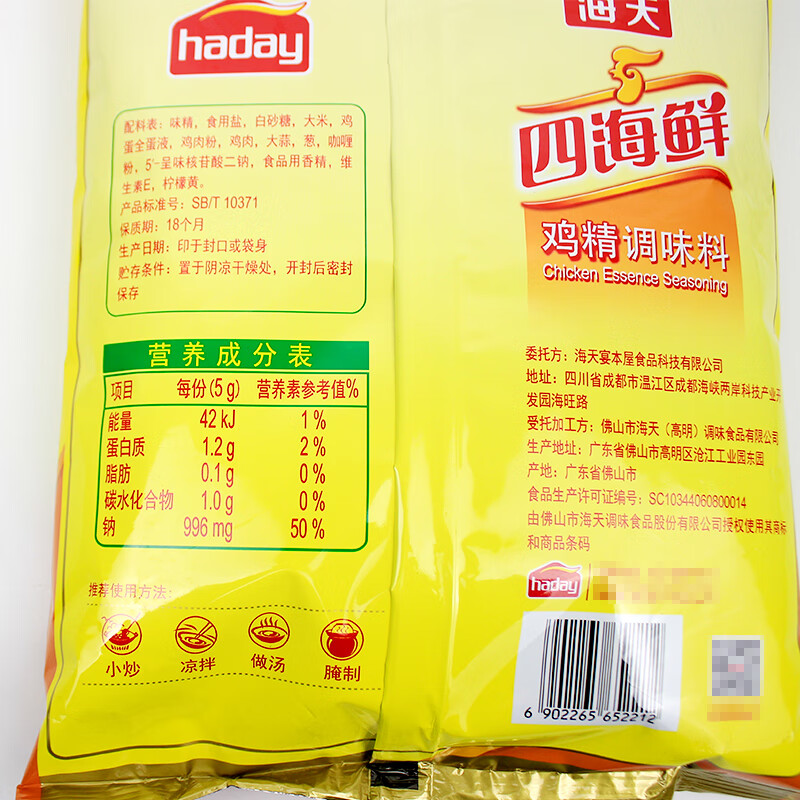 haday
配料表：味精，食用盐，白砂糖，大米，鸡
蛋全蛋液，鸡肉粉，鸡肉，大蒜，葱，咖喱
粉，5'-呈味核苷酸二钠，食品用香精，维
生素E，柠檬黄。
产品标准号：SB/T 10371
保质期：18个月
生产日期：印于封口或袋身
贮存条件：置于阴凉干燥处，开封后密封
保存
营养成分表
项目 每份(5 g) 营养素参考值%
能量 42 kJ 1 %
蛋白质 1.2 g 2 %
脂肪 0.1 g 0 %
碳水化合物 1.0 g 0 %
钠 996 mg 50 %
推荐使用方法：
小炒 凉拌 做汤 腌制
海天
四海鲜
鸡精调味料
Chicken Essence Seasoning
委托方：海天宴本屋食品科技有限公司
地址：四川省成都市温江区成都海峡两岸科技产业开
发园海旺路
受托加工方：佛山市海天（高明）调味食品有限公司
生产地址：广东省佛山市高明区沧江工业园东园
产地：广东省佛山市
食品生产许可证编号：SC10344060800014
由佛山市海天调味食品股份有限公司授权使用其商标
和商品条码
haday
6 902265 652212